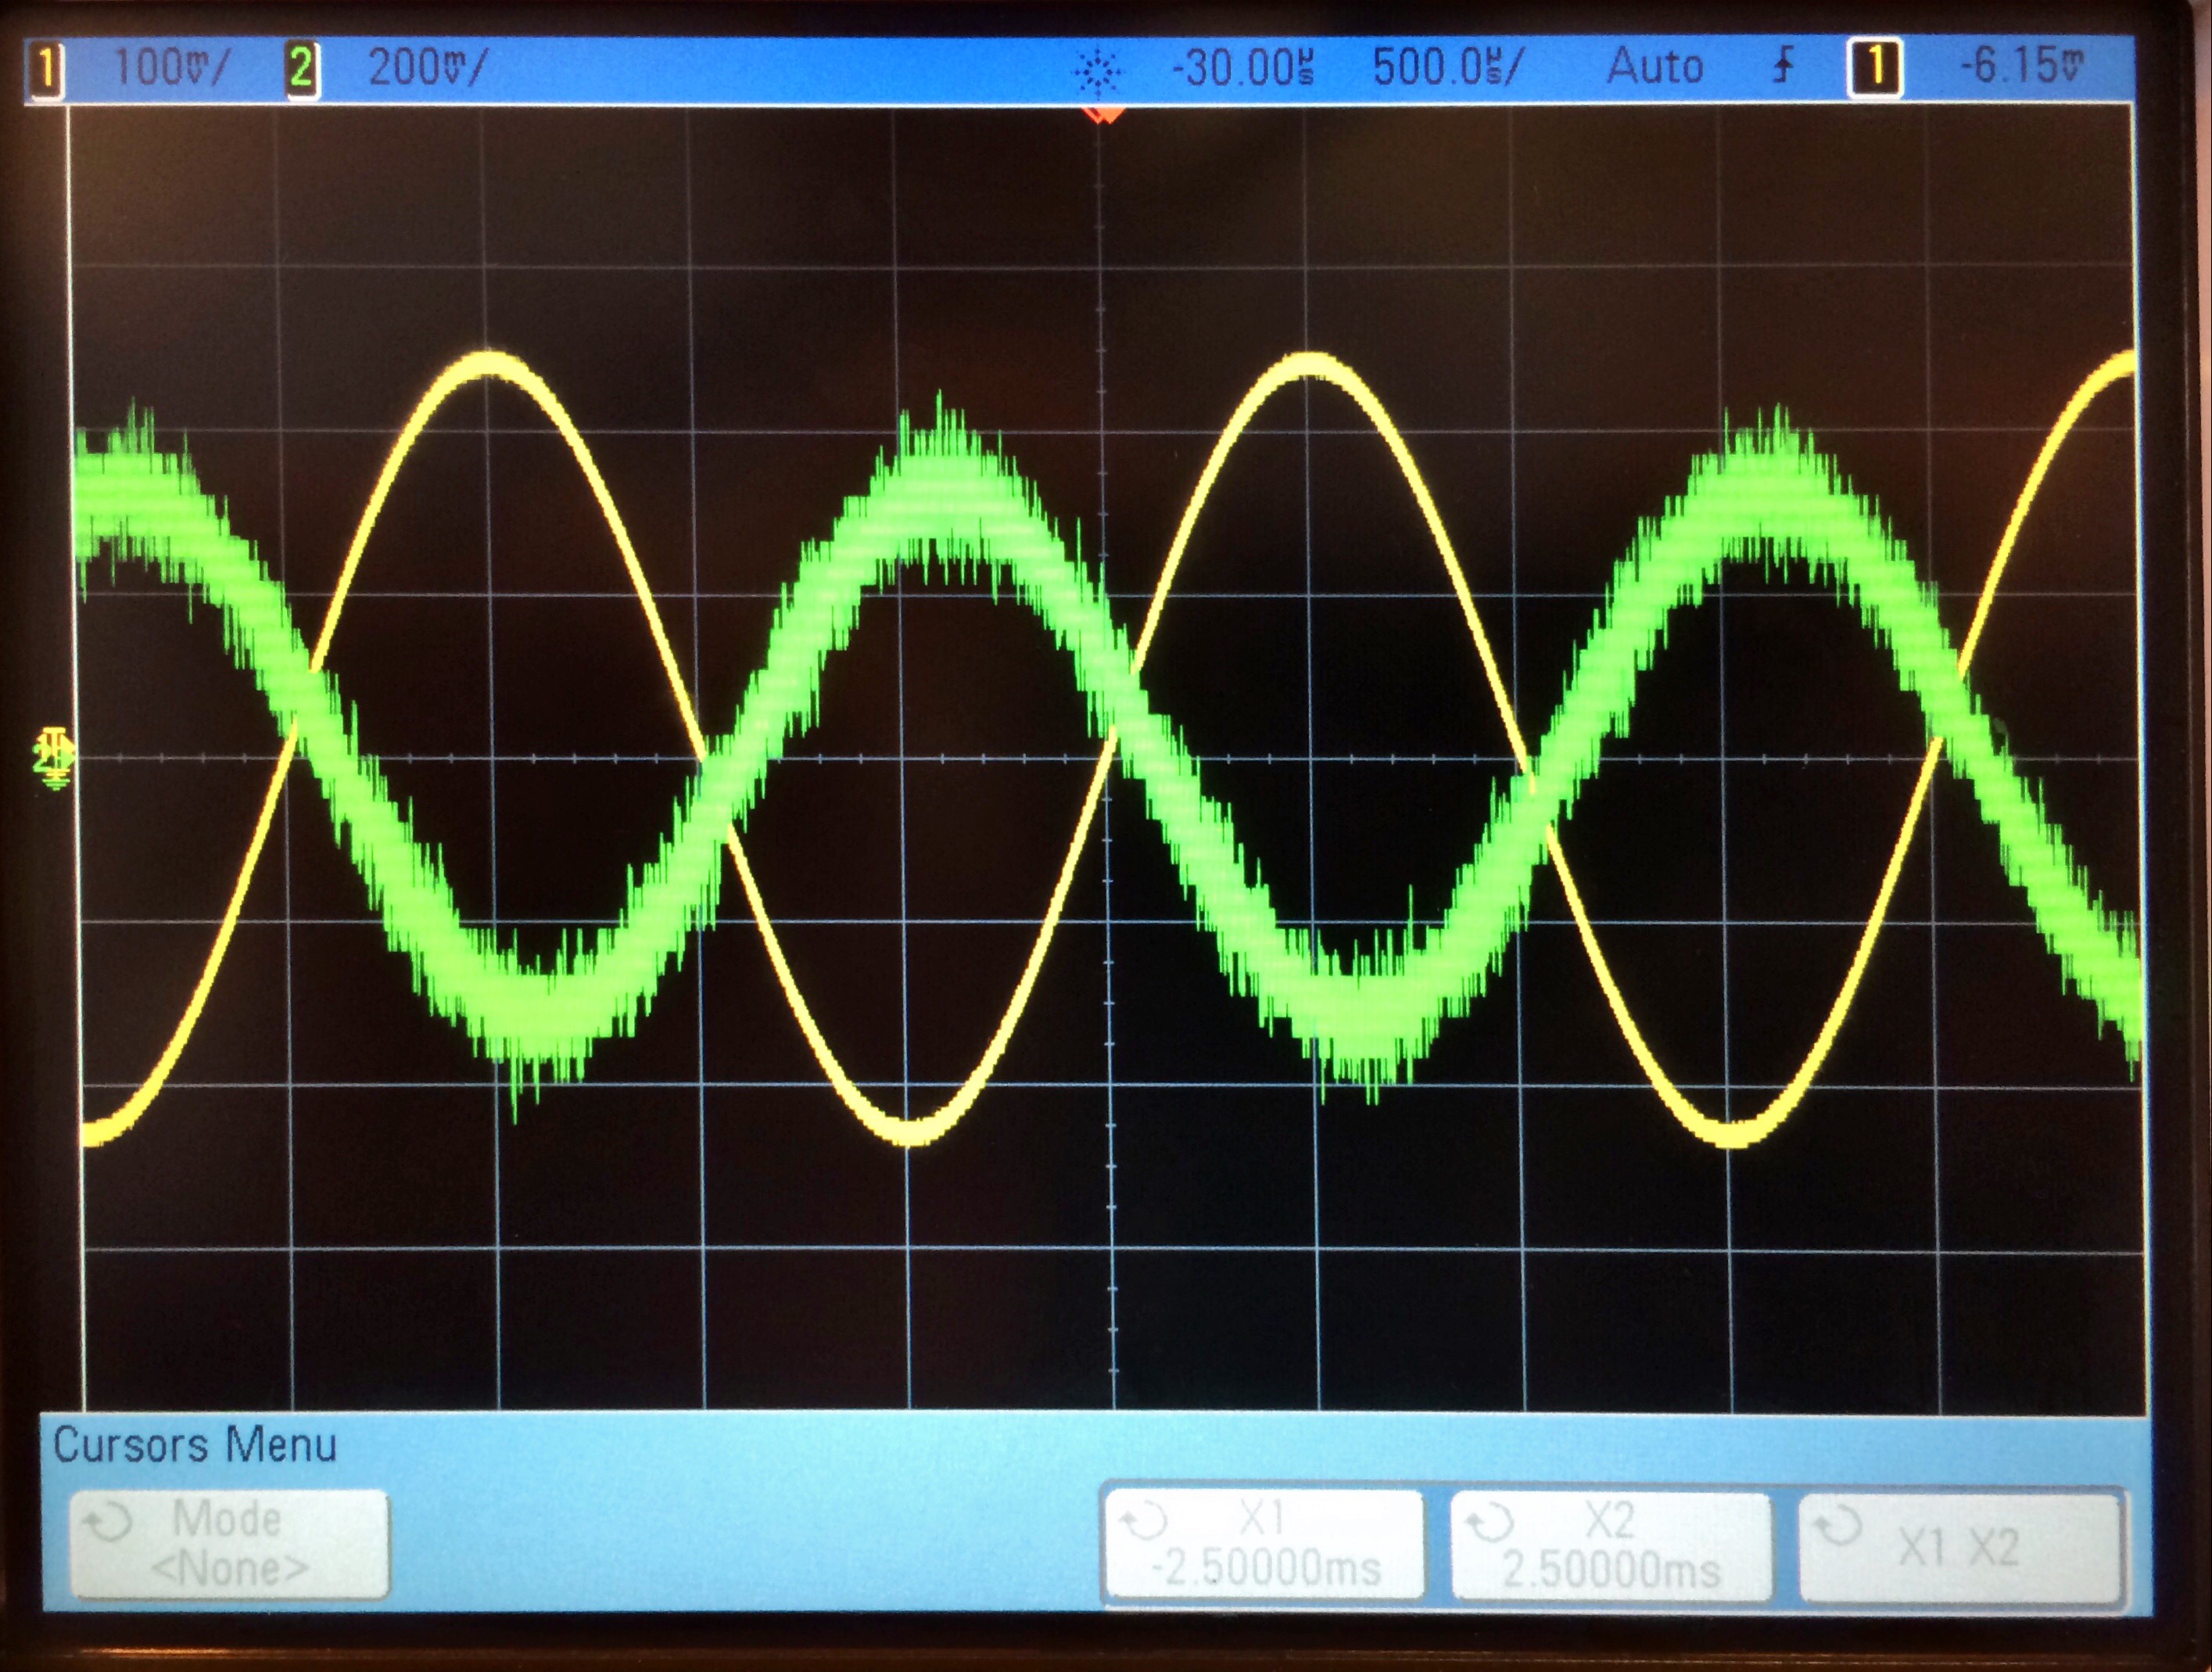 1 100mV/ 2 200mV/ -30.00µs 500.0µs/ Auto 1 -6.15mV
2
Cursors Menu
Mode X1 X2 X1 X2
<None> -2.50000ms 2.50000ms